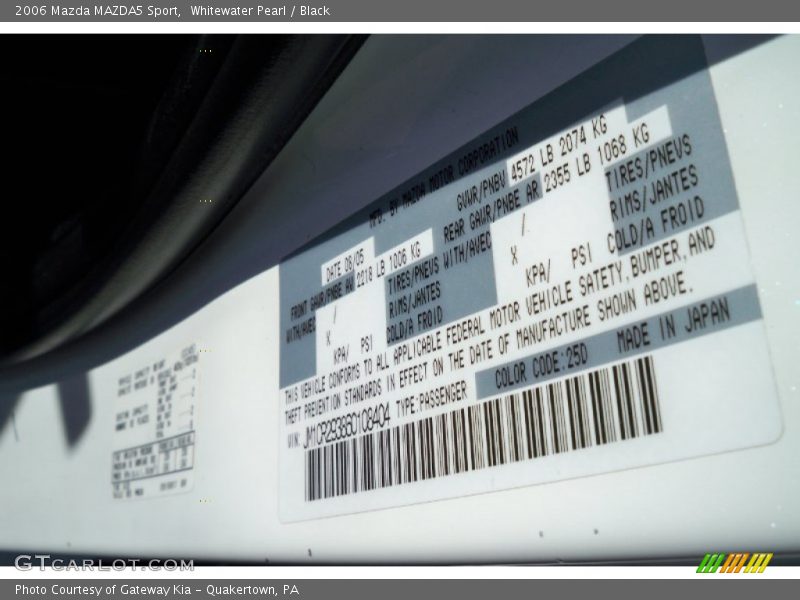 2006 Mazda MAZDA5 Sport,  Whitewater Pearl / Black
MFD. BY MAZDA MOTOR CORPORATION
DATE 08/05
GVWR/PNBV 4572 LB 2074 KG
FRONT GAWR/PNBE AV 2218 LB 1006 KG
REAR GAWR/PNBE AR 2355 LB 1068 KG
WITH/AVEC
TIRES/PNEUS
RIMS/JANTES
COLD/A FROID
X /
KPA/ PSI
WITH/AVEC
TIRES/PNEVS
RIMS/JANTES
COLD/A FROID
X /
KPA/ PSI
THIS VEHICLE CONFORMS TO ALL APPLICABLE FEDERAL MOTOR VEHICLE SAFETY, BUMPER, AND
THEFT PREVENTION STANDARDS IN EFFECT ON THE DATE OF MANUFACTURE SHOWN ABOVE.
COLOR CODE:25D MADE IN JAPAN
VIN: JM1CR293850108404 TYPE:PASSENGER
GTCARLOT.COM
Photo Courtesy of Gateway Kia – Quakertown, PA